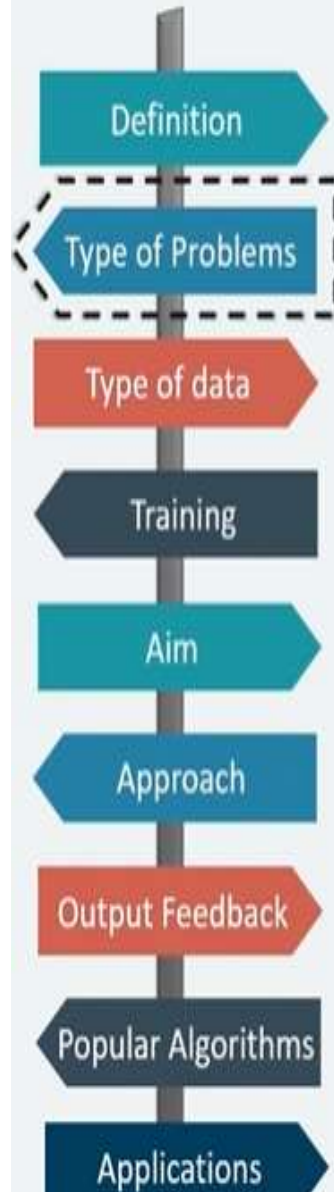 Definition
Type of Problems
Type of data
Training
Aim
Approach
Output Feedback
Popular Algorithms
Applications